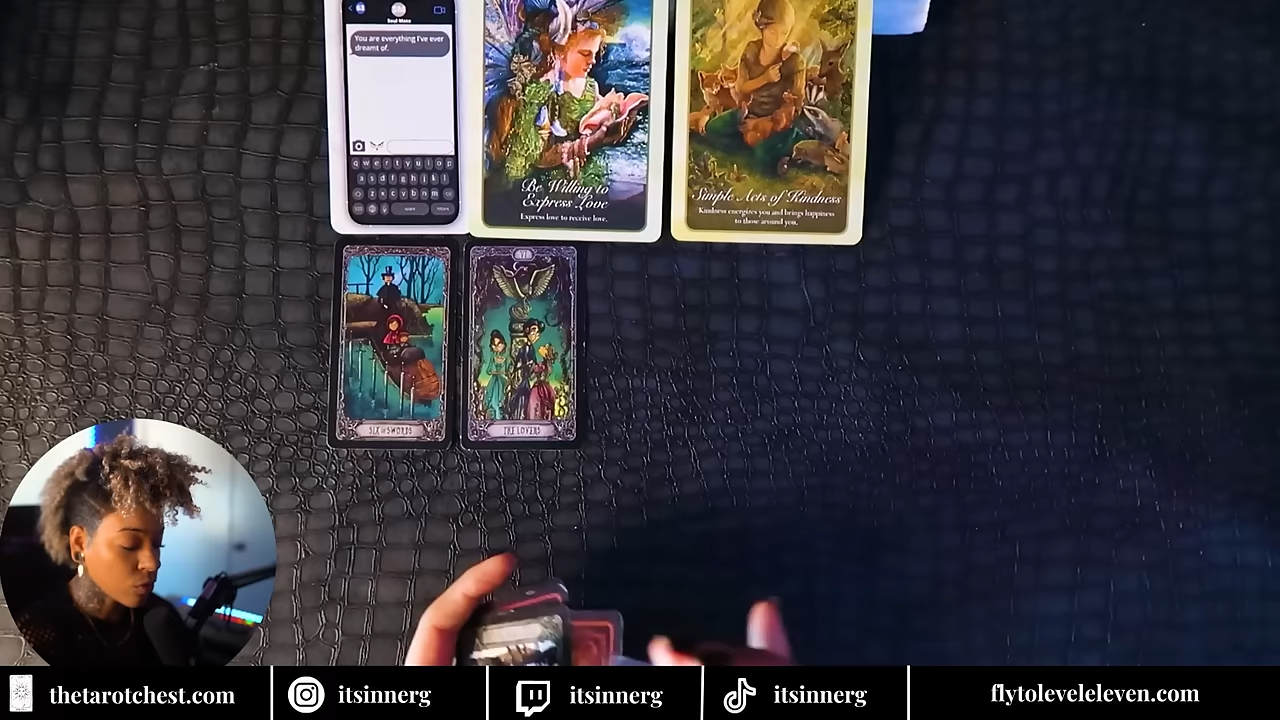 Soul Mate
You are everything I've ever
dreamt of.
q w e r t y u i o p
a s d f g h j k l
z x c v b n m
Be Willing to
Express Love
Express love to receive love.
Simple Acts of Kindness
Kindness energizes you and brings happiness
to those around you.
SIX OF SWORDS
VI
THE LOVERS
thetarotchest.com
itsinnerg
itsinnerg
itsinnerg
flytoleveleleven.com